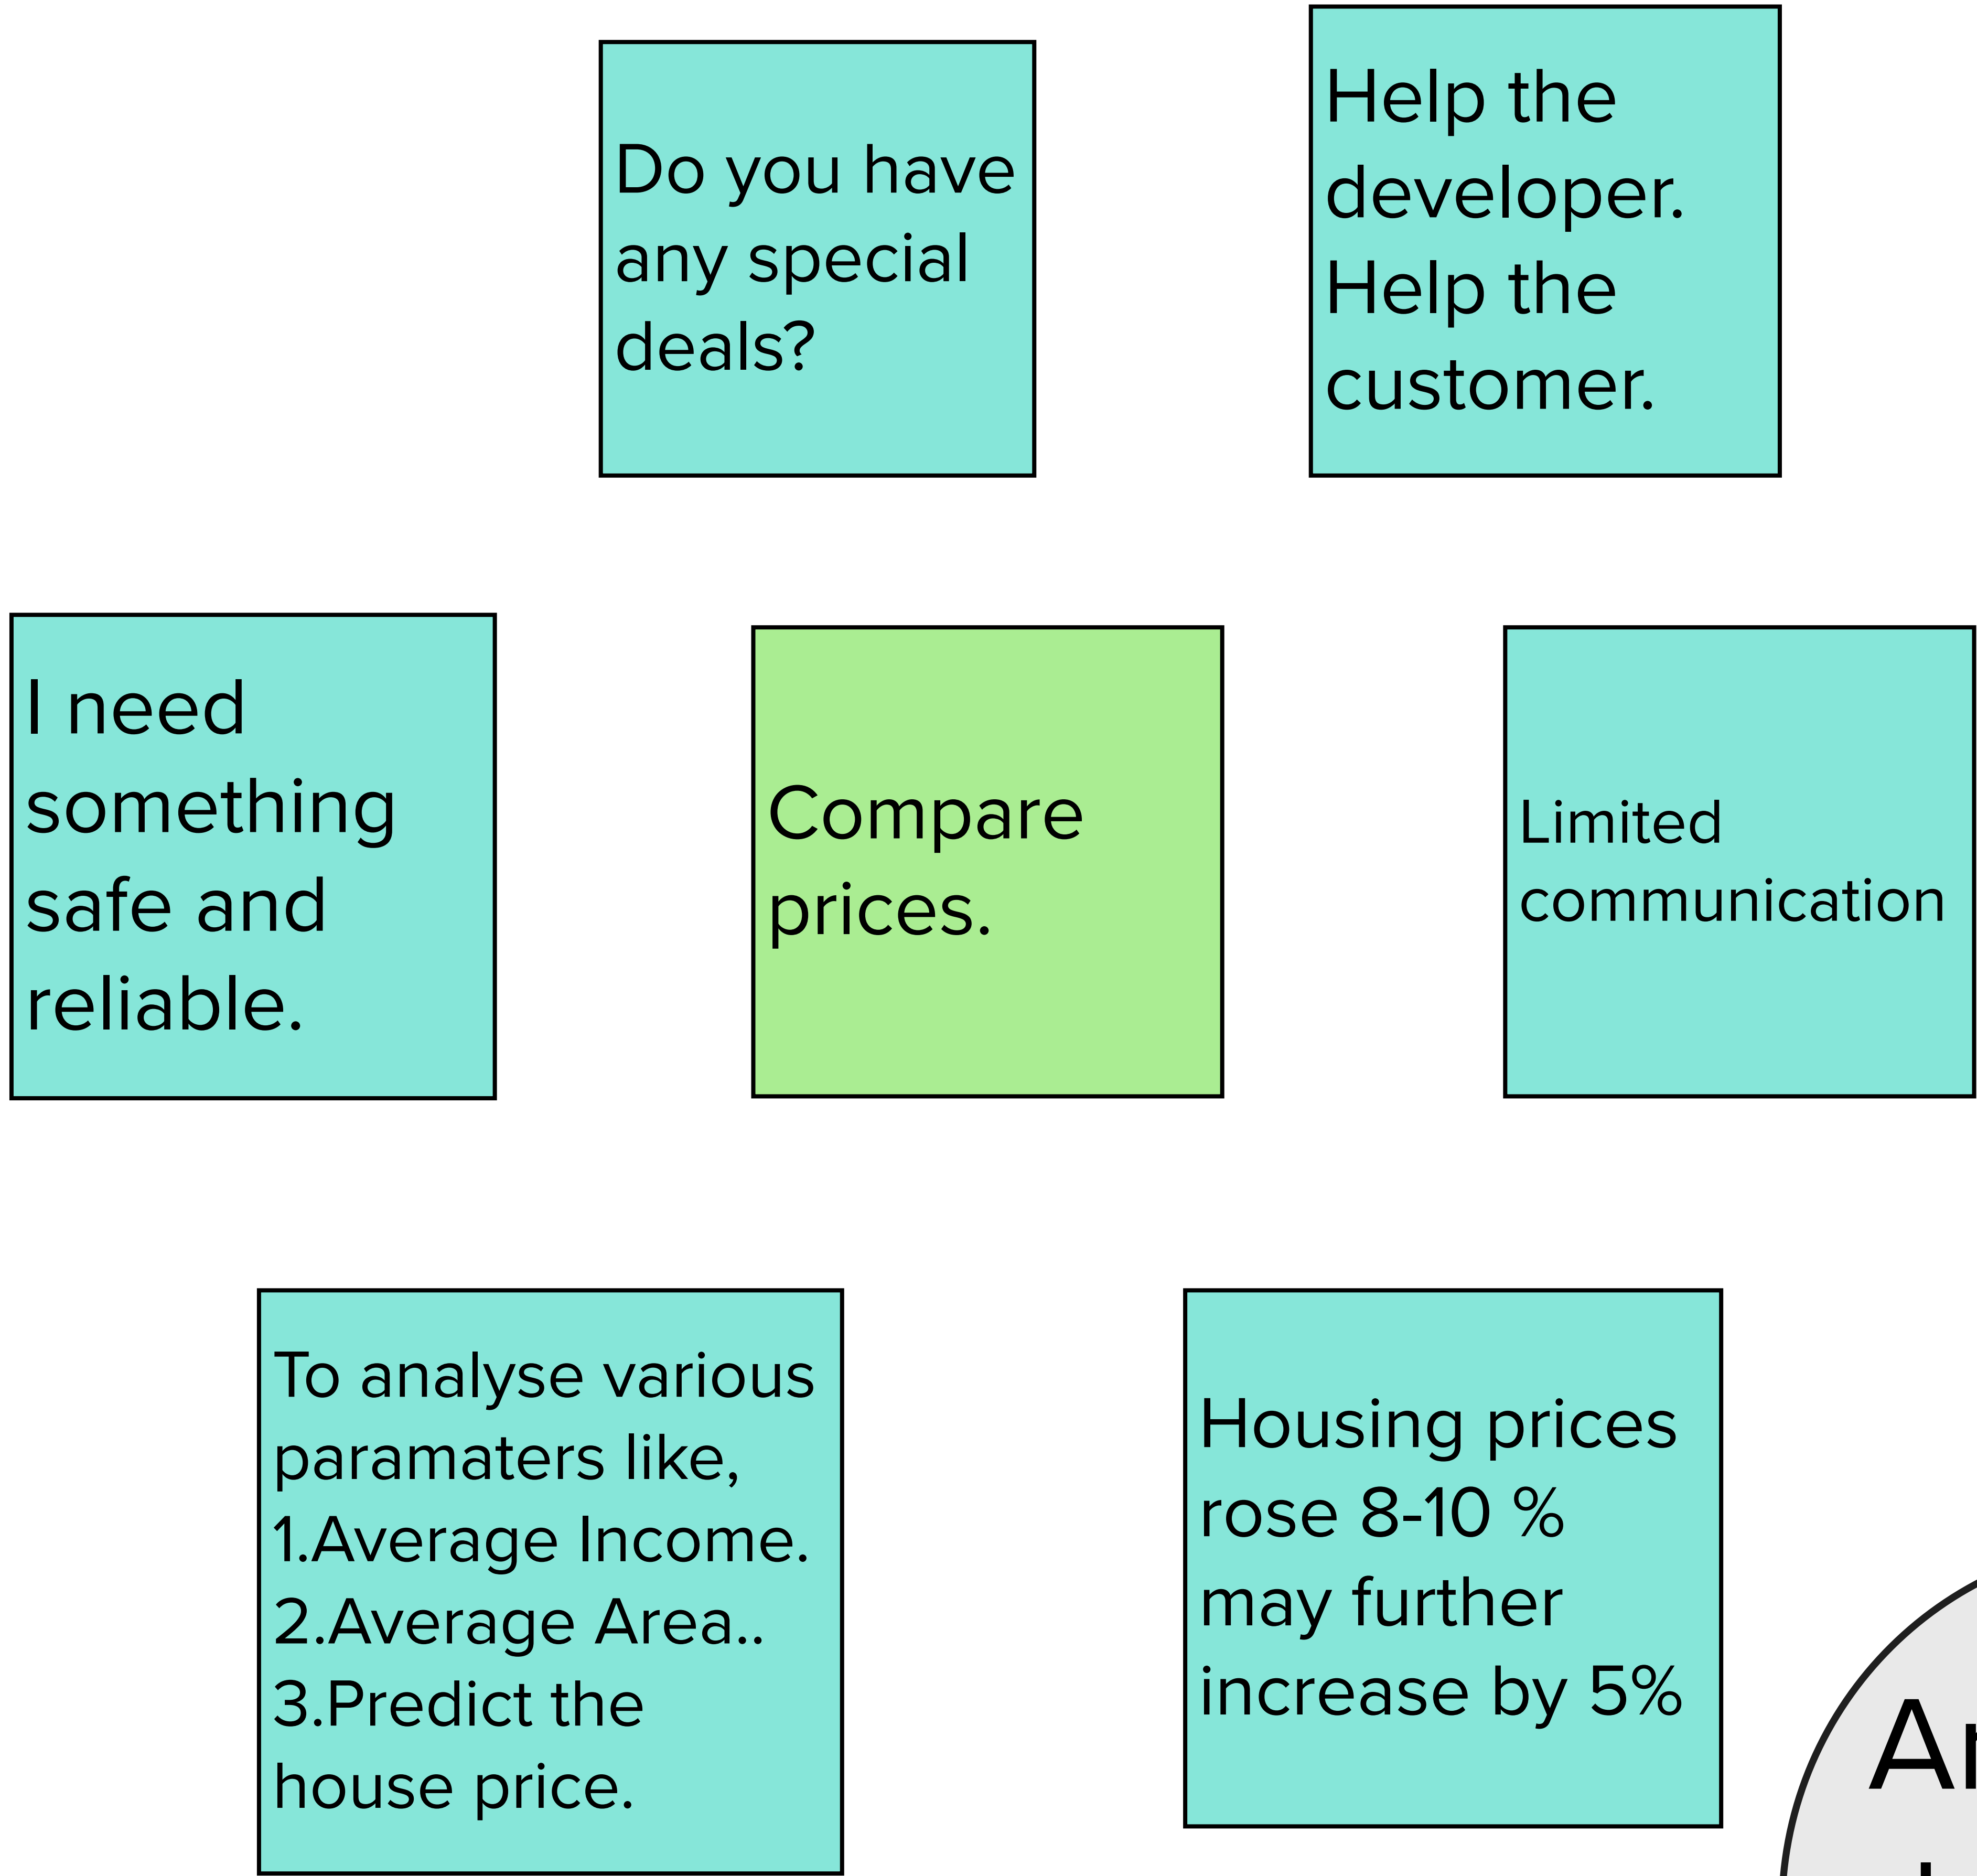 Do you have
any special
deals?
Help the
developer.
Help the
customer.
I need
something
safe and
reliable.
Compare
prices.
Limited
communication
To analyse various
paramaters like,
1.Average Income.
2.Average Area..
3.Predict the
house price.
Housing prices
rose 8-10 %
may further
increase by 5%